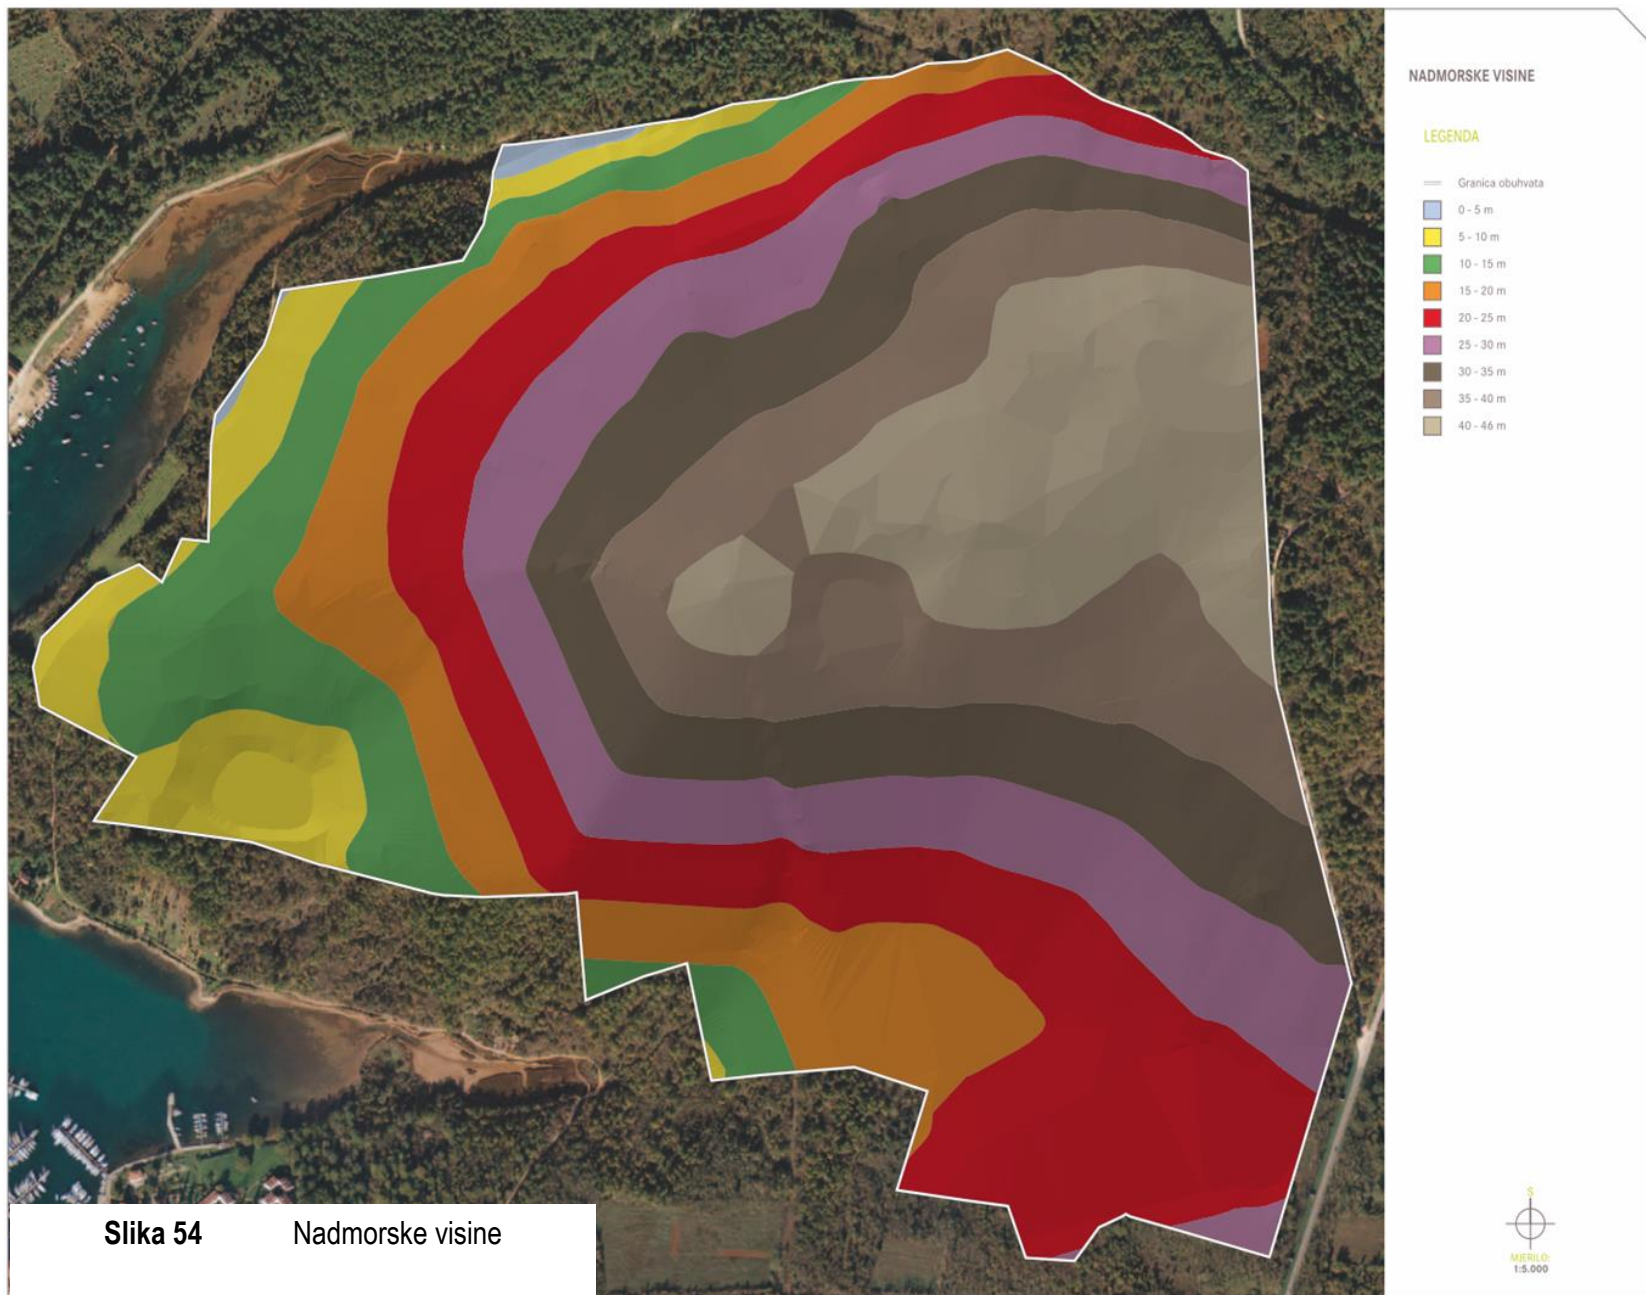 NADMORSKE VISINE
LEGENDA
Granica obuhvata
0 - 5 m
5 - 10 m
10 - 15 m
15 - 20 m
20 - 25 m
25 - 30 m
30 - 35 m
35 - 40 m
40 - 46 m
S
MJERILO:
1:5.000
Slika 54 Nadmorske visine